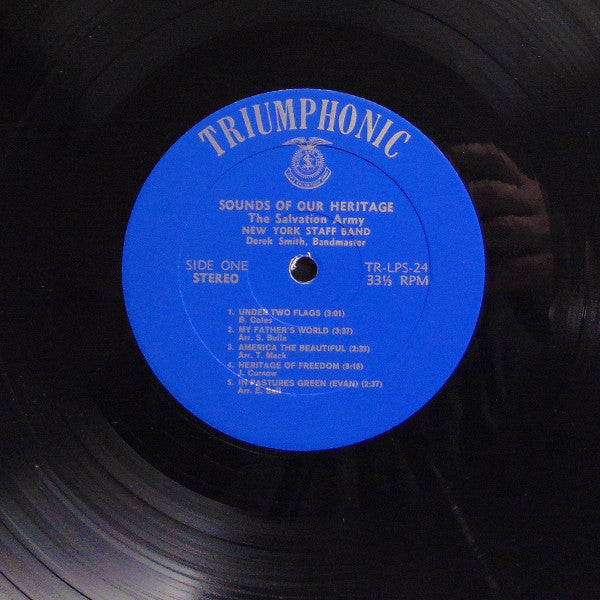 TRIUMPHONIC
SOUNDS OF OUR HERITAGE
The Salvation Army
NEW YORK STAFF BAND
Derek Smith, Bandmaster
SIDE ONE TR-LPS-24
STEREO 33⅓ RPM
1. UNDER TWO FLAGS (3:01)
B. Coles
2. MY FATHER'S WORLD (3:37)
Arr. S. Bulla
3. AMERICA THE BEAUTIFUL (2:33)
Arr. T. Mack
4. HERITAGE OF FREEDOM (9:18)
J. Curnow
5. IN PASTURES GREEN (EVAN) (2:37)
Arr. E. Ball